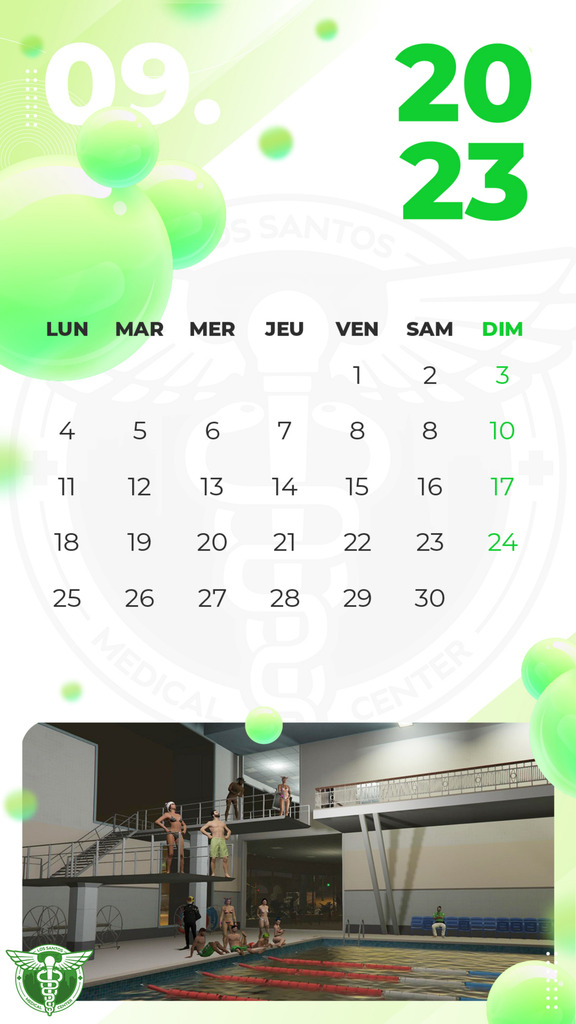 09.
20
23
LOS SANTOS
LUN MAR MER JEU VEN SAM DIM
1 2 3
4 5 6 7 8 8 10
11 12 13 14 15 16 17
18 19 20 21 22 23 24
25 26 27 28 29 30
MEDICAL CENTER
LOS SANTOS
MEDICAL CENTER